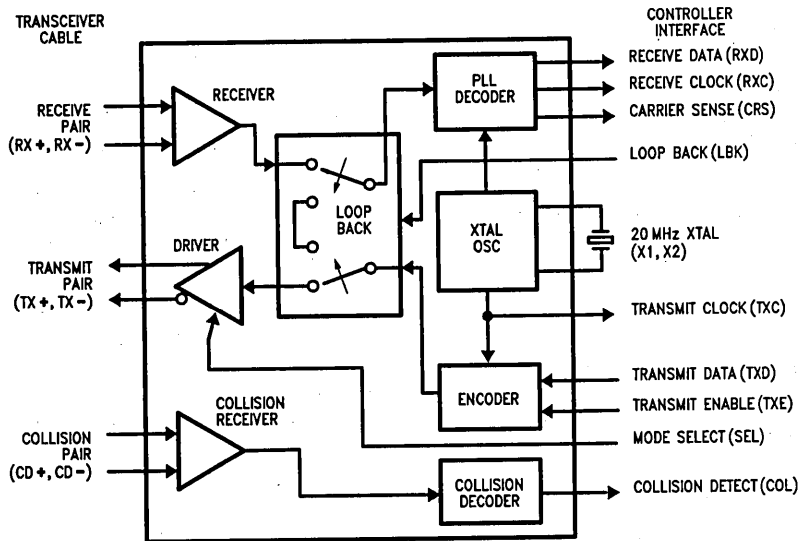 TRANSCEIVER
CABLE
CONTROLLER
INTERFACE
RECEIVE
PAIR
(RX+, RX-)
RECEIVER
PLL
DECODER
RECEIVE DATA (RXD)
RECEIVE CLOCK (RXC)
CARRIER SENSE (CRS)
LOOP BACK (LBK)
LOOP
BACK
XTAL
OSC
20 MHz XTAL
(X1, X2)
DRIVER
TRANSMIT
PAIR
(TX+, TX-)
TRANSMIT CLOCK (TXC)
ENCODER
TRANSMIT DATA (TXD)
TRANSMIT ENABLE (TXE)
MODE SELECT (SEL)
COLLISION
RECEIVER
COLLISION
PAIR
(CD+, CD-)
COLLISION
DECODER
COLLISION DETECT (COL)